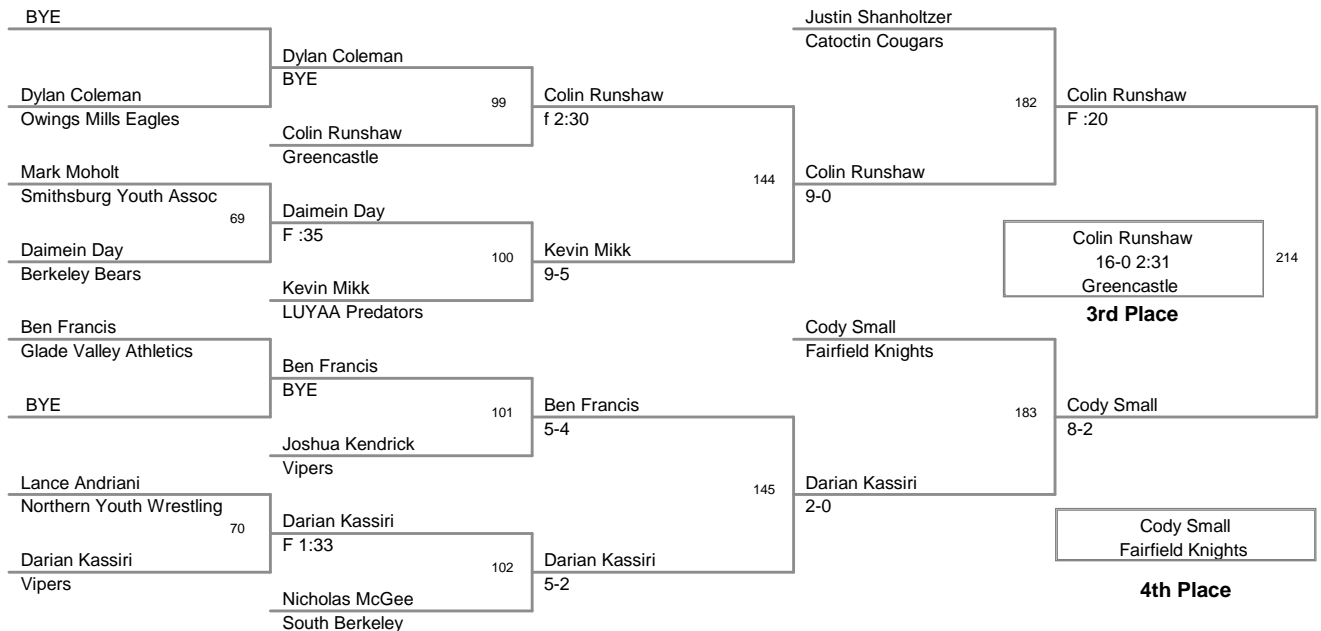 BYE
Dylan Coleman
Owings Mills Eagles
Mark Moholt
Smithsburg Youth Assoc
69
Daimein Day
Berkeley Bears
Ben Francis
Glade Valley Athletics
BYE
Lance Andriani
Northern Youth Wrestling
70
Darian Kassiri
Vipers
Dylan Coleman
BYE
99
Colin Runshaw
Greencastle
Daimein Day
F :35
100
Kevin Mikk
LUYAA Predators
Ben Francis
BYE
101
Joshua Kendrick
Vipers
Darian Kassiri
F 1:33
102
Nicholas McGee
South Berkeley
Colin Runshaw
f 2:30
144
Kevin Mikk
9-5
Ben Francis
5-4
145
Darian Kassiri
5-2
Justin Shanholtzer
Catoctin Cougars
182
Colin Runshaw
9-0
Cody Small
Fairfield Knights
183
Darian Kassiri
2-0
Colin Runshaw
F :20
Colin Runshaw
16-0 2:31
Greencastle
214
3rd Place
Cody Small
8-2
Cody Small
Fairfield Knights
4th Place